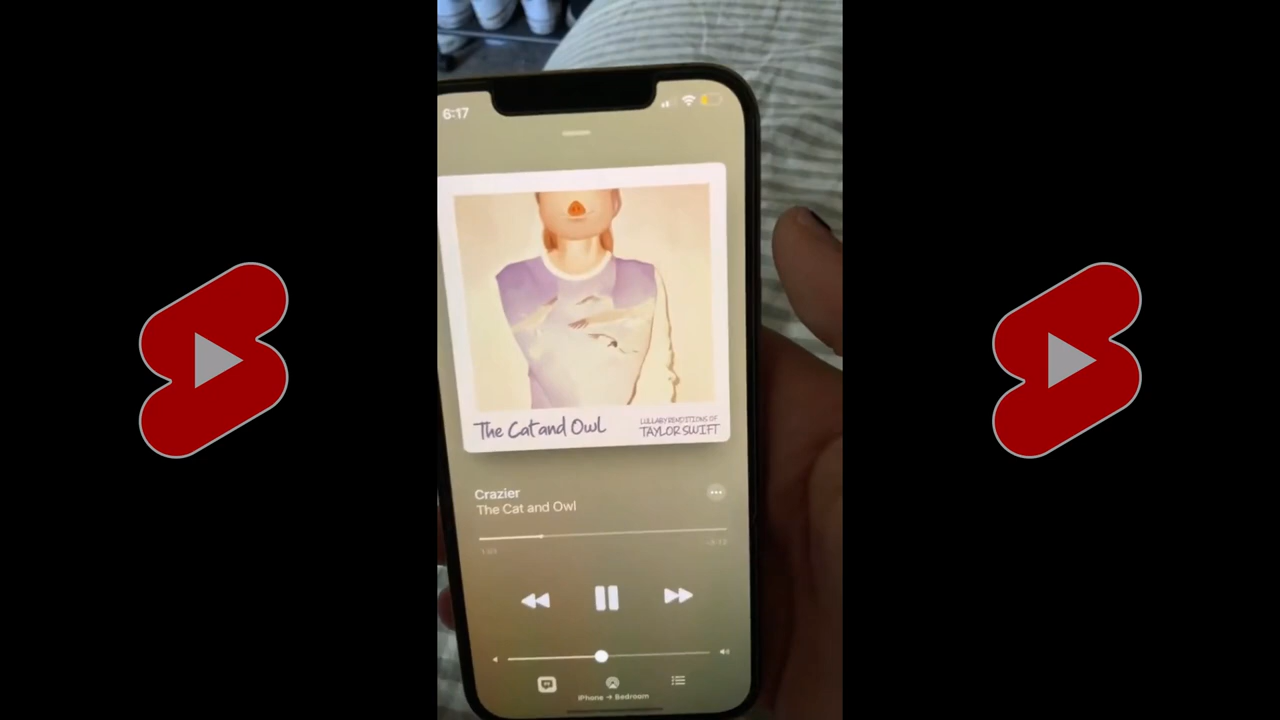 6:17
The Cat and Owl
LULLABY RENDITIONS OF
TAYLOR SWIFT
Crazier
The Cat and Owl
iPhone → Bedroom